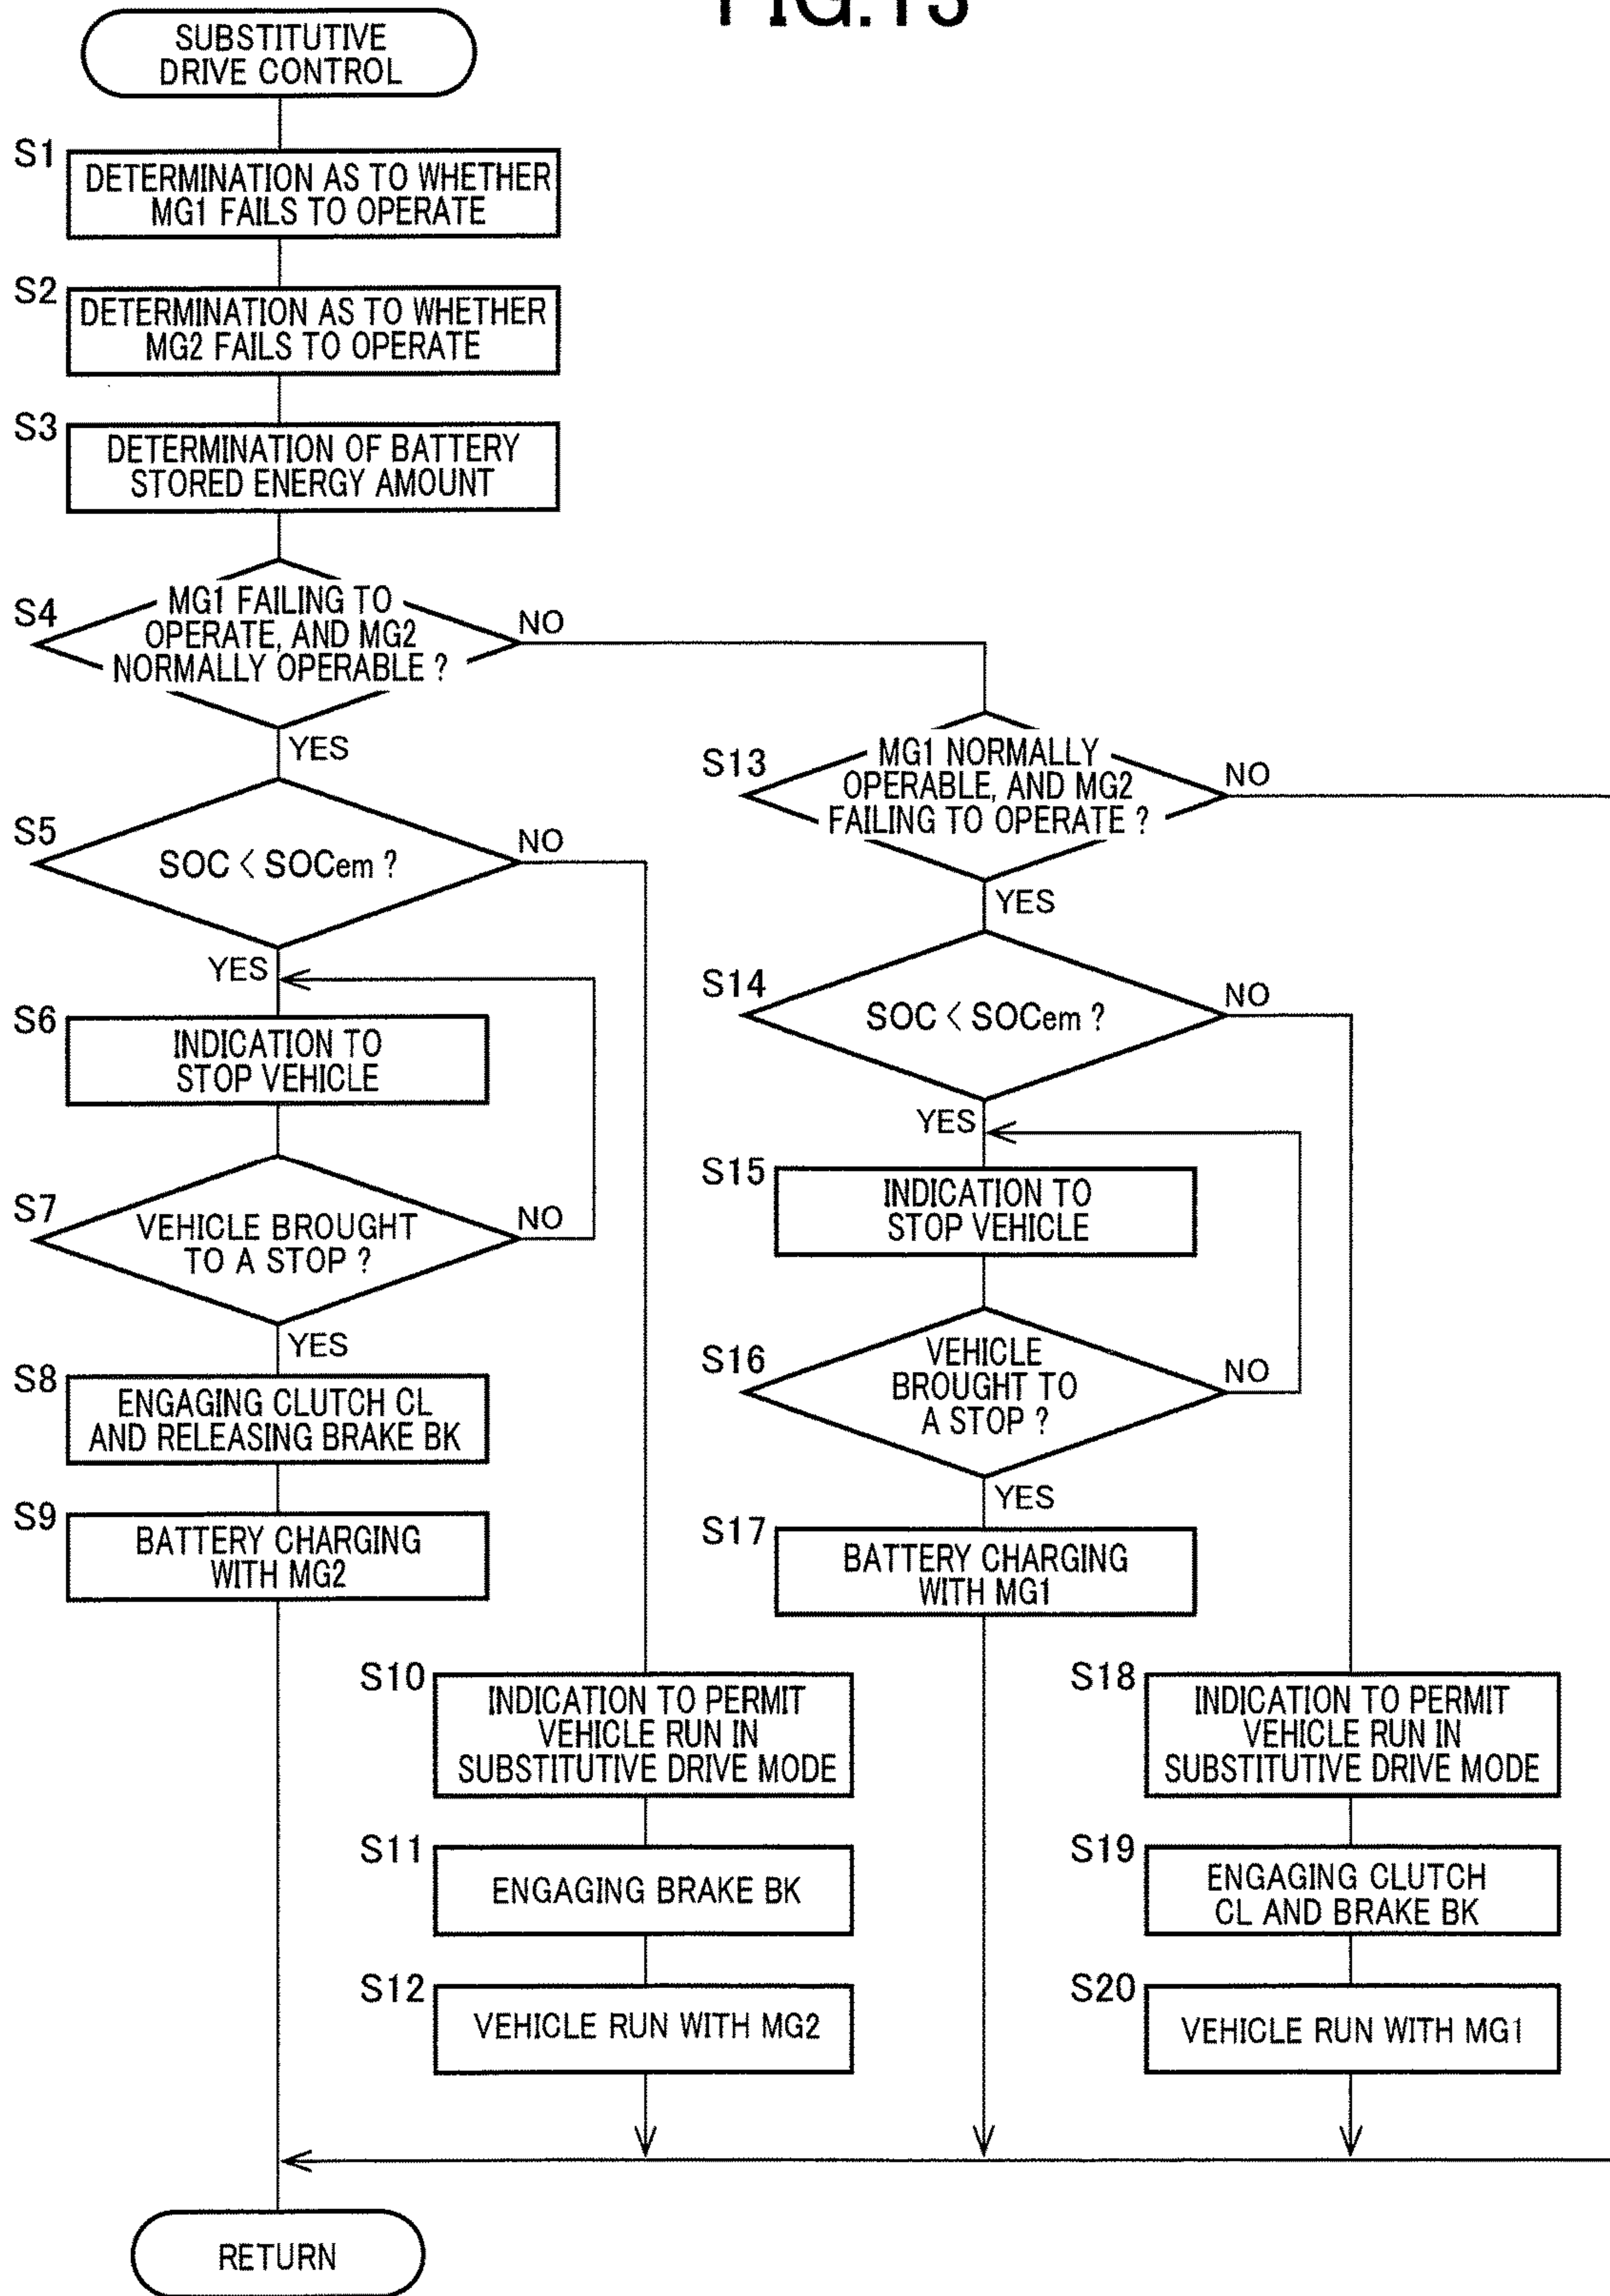 FIG.13
SUBSTITUTIVE
DRIVE CONTROL
S1
DETERMINATION AS TO WHETHER
MG1 FAILS TO OPERATE
S2
DETERMINATION AS TO WHETHER
MG2 FAILS TO OPERATE
S3
DETERMINATION OF BATTERY
STORED ENERGY AMOUNT
S4
MG1 FAILING TO
OPERATE, AND MG2
NORMALLY OPERABLE ?
NO
YES
S5
SOC < SOCem ?
NO
YES
S6
INDICATION TO
STOP VEHICLE
S7
VEHICLE BROUGHT
TO A STOP ?
NO
YES
S8
ENGAGING CLUTCH CL
AND RELEASING BRAKE BK
S9
BATTERY CHARGING
WITH MG2
S10
INDICATION TO PERMIT
VEHICLE RUN IN
SUBSTITUTIVE DRIVE MODE
S11
ENGAGING BRAKE BK
S12
VEHICLE RUN WITH MG2
S13
MG1 NORMALLY
OPERABLE, AND MG2
FAILING TO OPERATE ?
NO
YES
S14
SOC < SOCem ?
NO
YES
S15
INDICATION TO
STOP VEHICLE
S16
VEHICLE
BROUGHT TO
A STOP ?
NO
YES
S17
BATTERY CHARGING
WITH MG1
S18
INDICATION TO PERMIT
VEHICLE RUN IN
SUBSTITUTIVE DRIVE MODE
S19
ENGAGING CLUTCH
CL AND BRAKE BK
S20
VEHICLE RUN WITH MG1
RETURN